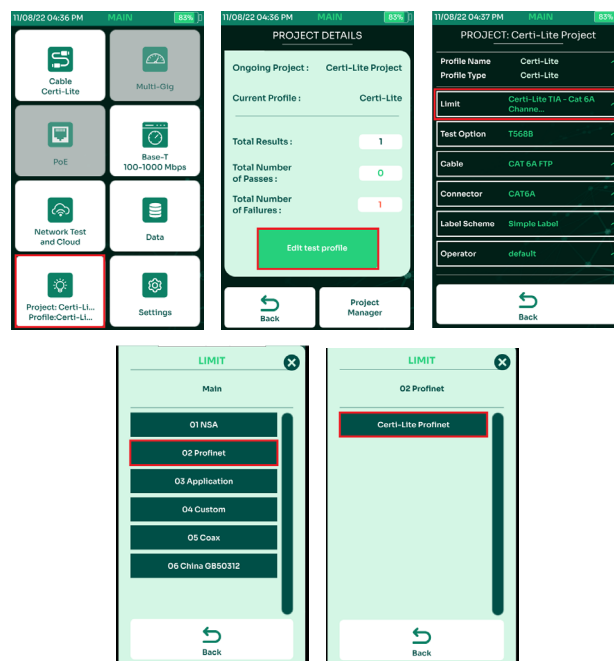 11/08/22 04:36 PM MAIN 83%
Cable
Certi-Lite
Multi-Gig
PoE
Base-T
100-1000 Mbps
Network Test
and Cloud
Data
Project: Certi-Li...
Profile:Certi-Li...
Settings
11/08/22 04:36 PM MAIN 83%
PROJECT DETAILS
Ongoing Project : Certi-Lite Project
Current Profile : Certi-Lite
Total Results : 1
Total Number
of Passes : 0
Total Number
of Failures : 1
Edit test profile
Back
Project
Manager
11/08/22 04:37 PM MAIN 83%
PROJECT: Certi-Lite Project
Profile Name Certi-Lite
Profile Type Certi-Lite
Limit Certi-Lite TIA - Cat 6A
Channe...
Test Option T568B
Cable CAT 6A FTP
Connector CAT6A
Label Scheme Simple Label
Operator default
Back
LIMIT
Main
01 NSA
02 Profinet
03 Application
04 Custom
05 Coax
06 China GB50312
Back
LIMIT
02 Profinet
Certi-Lite Profinet
Back